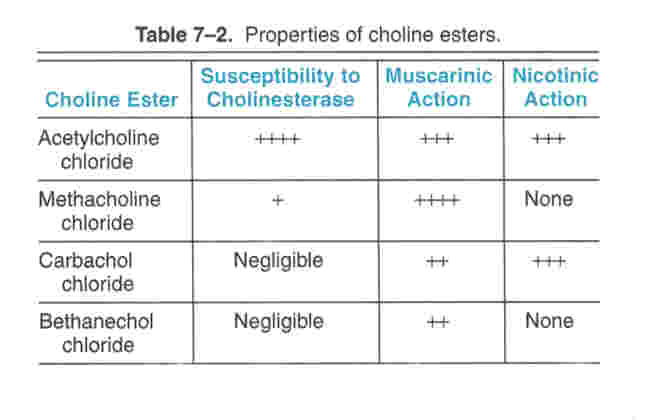 Table 7–2. Properties of choline esters.
Choline Ester Susceptibility to Cholinesterase Muscarinic Action Nicotinic Action
Acetylcholine chloride ++++ +++ +++
Methacholine chloride + ++++ None
Carbachol chloride Negligible ++ +++
Bethanechol chloride Negligible ++ None